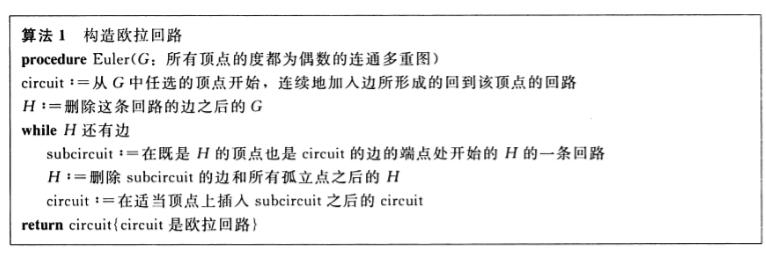 算法 1 构造欧拉回路
procedure Euler(G：所有顶点的度都为偶数的连通多重图)
circuit :=从 G 中任选的顶点开始，连续地加入边所形成的回到该顶点的回路
H :=删除这条回路的边之后的 G
while H 还有边
subcircuit :=在既是 H 的顶点也是 circuit 的边的端点处开始的 H 的一条回路
H :=删除 subcircuit 的边和所有孤立点之后的 H
circuit :=在适当顶点上插入 subcircuit 之后的 circuit
return circuit{circuit 是欧拉回路}